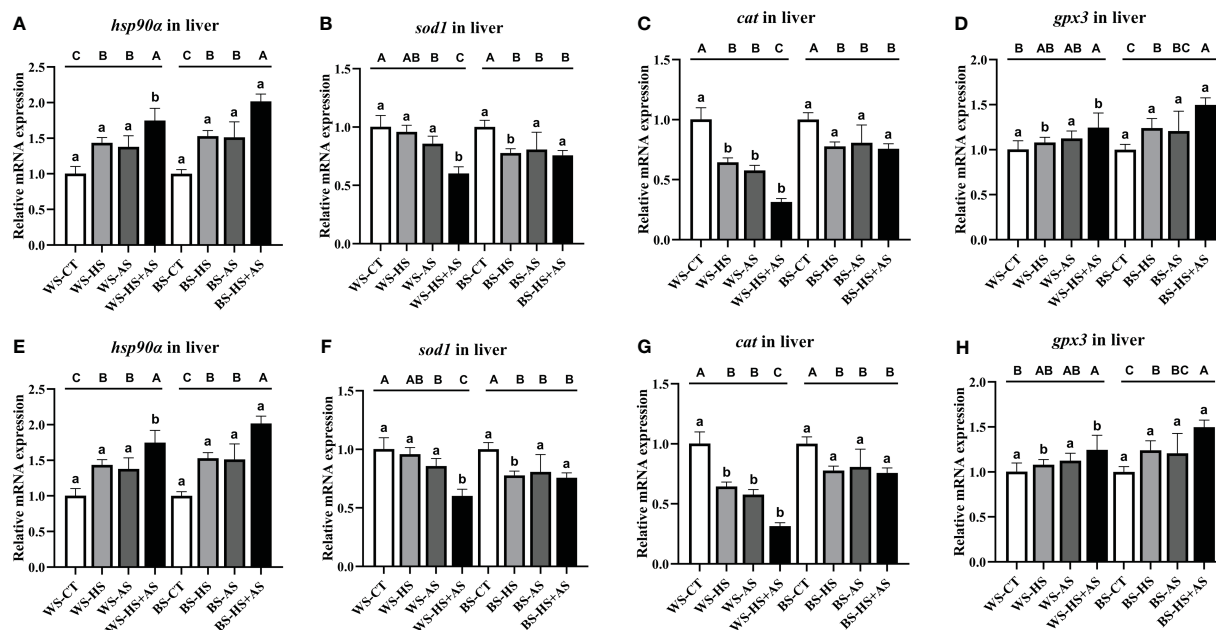 A
hsp90α in liver
C B B A C B B A
Relative mRNA expression
2.5
2.0
1.5
1.0
0.5
0.0
a a a b a a a a
WS-CT
WS-HS
WS-AS
WS-HS+AS
BS-CT
BS-HS
BS-AS
BS-HS+AS
B
sod1 in liver
A AB B C A B B B
Relative mRNA expression
1.5
1.0
0.5
0.0
a a a b a b a a
WS-CT
WS-HS
WS-AS
WS-HS+AS
BS-CT
BS-HS
BS-AS
BS-HS+AS
C
cat in liver
A B B C A B B B
Relative mRNA expression
1.5
1.0
0.5
0.0
a b b b a a a a
WS-CT
WS-HS
WS-AS
WS-HS+AS
BS-CT
BS-HS
BS-AS
BS-HS+AS
D
gpx3 in liver
B AB AB A C B BC A
Relative mRNA expression
2.0
1.5
1.0
0.5
0.0
a b a b a a a a
WS-CT
WS-HS
WS-AS
WS-HS+AS
BS-CT
BS-HS
BS-AS
BS-HS+AS
E
hsp90α in liver
C B B A C B B A
Relative mRNA expression
2.5
2.0
1.5
1.0
0.5
0.0
a a a b a a a a
WS-CT
WS-HS
WS-AS
WS-HS+AS
BS-CT
BS-HS
BS-AS
BS-HS+AS
F
sod1 in liver
A AB B C A B B B
Relative mRNA expression
1.5
1.0
0.5
0.0
a a a b a b a a
WS-CT
WS-HS
WS-AS
WS-HS+AS
BS-CT
BS-HS
BS-AS
BS-HS+AS
G
cat in liver
A B B C A B B B
Relative mRNA expression
1.5
1.0
0.5
0.0
a b b b a a a a
WS-CT
WS-HS
WS-AS
WS-HS+AS
BS-CT
BS-HS
BS-AS
BS-HS+AS
H
gpx3 in liver
B AB AB A C B BC A
Relative mRNA expression
2.0
1.5
1.0
0.5
0.0
a b a b a a a a
WS-CT
WS-HS
WS-AS
WS-HS+AS
BS-CT
BS-HS
BS-AS
BS-HS+AS